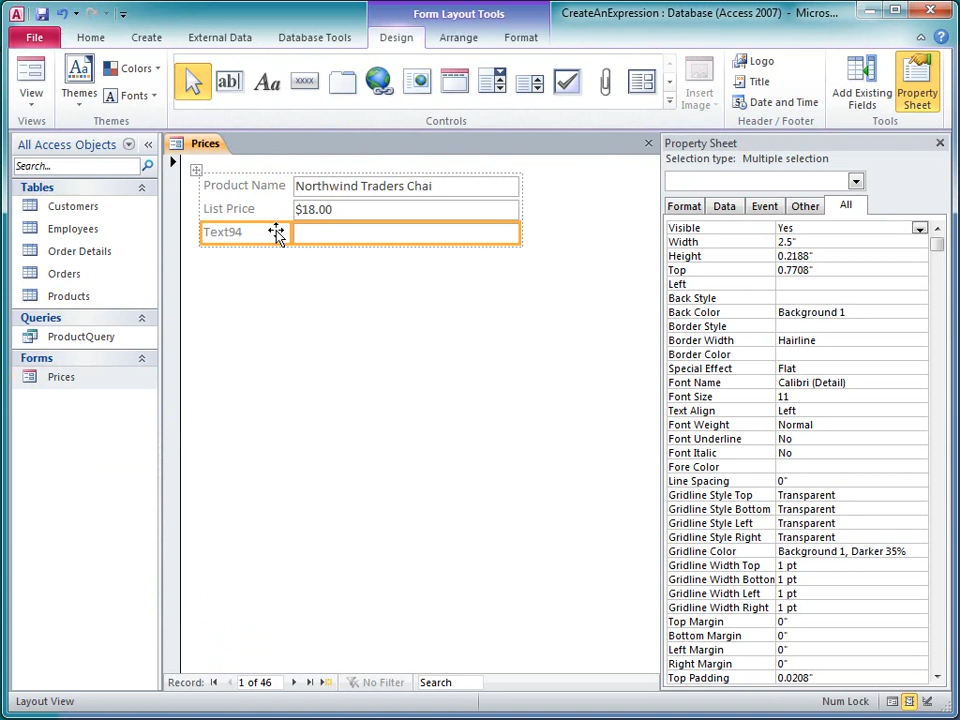 Form Layout Tools
CreateAnExpression : Database (Access 2007) - Micros...
File Home Create External Data Database Tools Design Arrange Format
View
Views
Themes
Colors
Fonts
Themes
ab|
Aa
xxxx
Controls
Insert
Image
Logo
Title
Date and Time
Header / Footer
Add Existing
Fields
Property
Sheet
Tools
All Access Objects
Search...
Tables
Customers
Employees
Order Details
Orders
Products
Queries
ProductQuery
Forms
Prices
Prices
Product Name Northwind Traders Chai
List Price $18.00
Text94
Property Sheet
Selection type: Multiple selection
Format Data Event Other All
Visible Yes
Width 2.5"
Height 0.2188"
Top 0.7708"
Left
Back Style
Back Color Background 1
Border Style
Border Width Hairline
Border Color
Special Effect Flat
Font Name Calibri (Detail)
Font Size 11
Text Align Left
Font Weight Normal
Font Underline No
Font Italic No
Fore Color
Line Spacing 0"
Gridline Style Top Transparent
Gridline Style Bottom Transparent
Gridline Style Left Transparent
Gridline Style Right Transparent
Gridline Color Background 1, Darker 35%
Gridline Width Top 1 pt
Gridline Width Bottom 1 pt
Gridline Width Left 1 pt
Gridline Width Right 1 pt
Top Margin 0"
Bottom Margin 0"
Left Margin 0"
Right Margin 0"
Top Padding 0.0208"
Record: 1 of 46 No Filter Search
Layout View
Num Lock